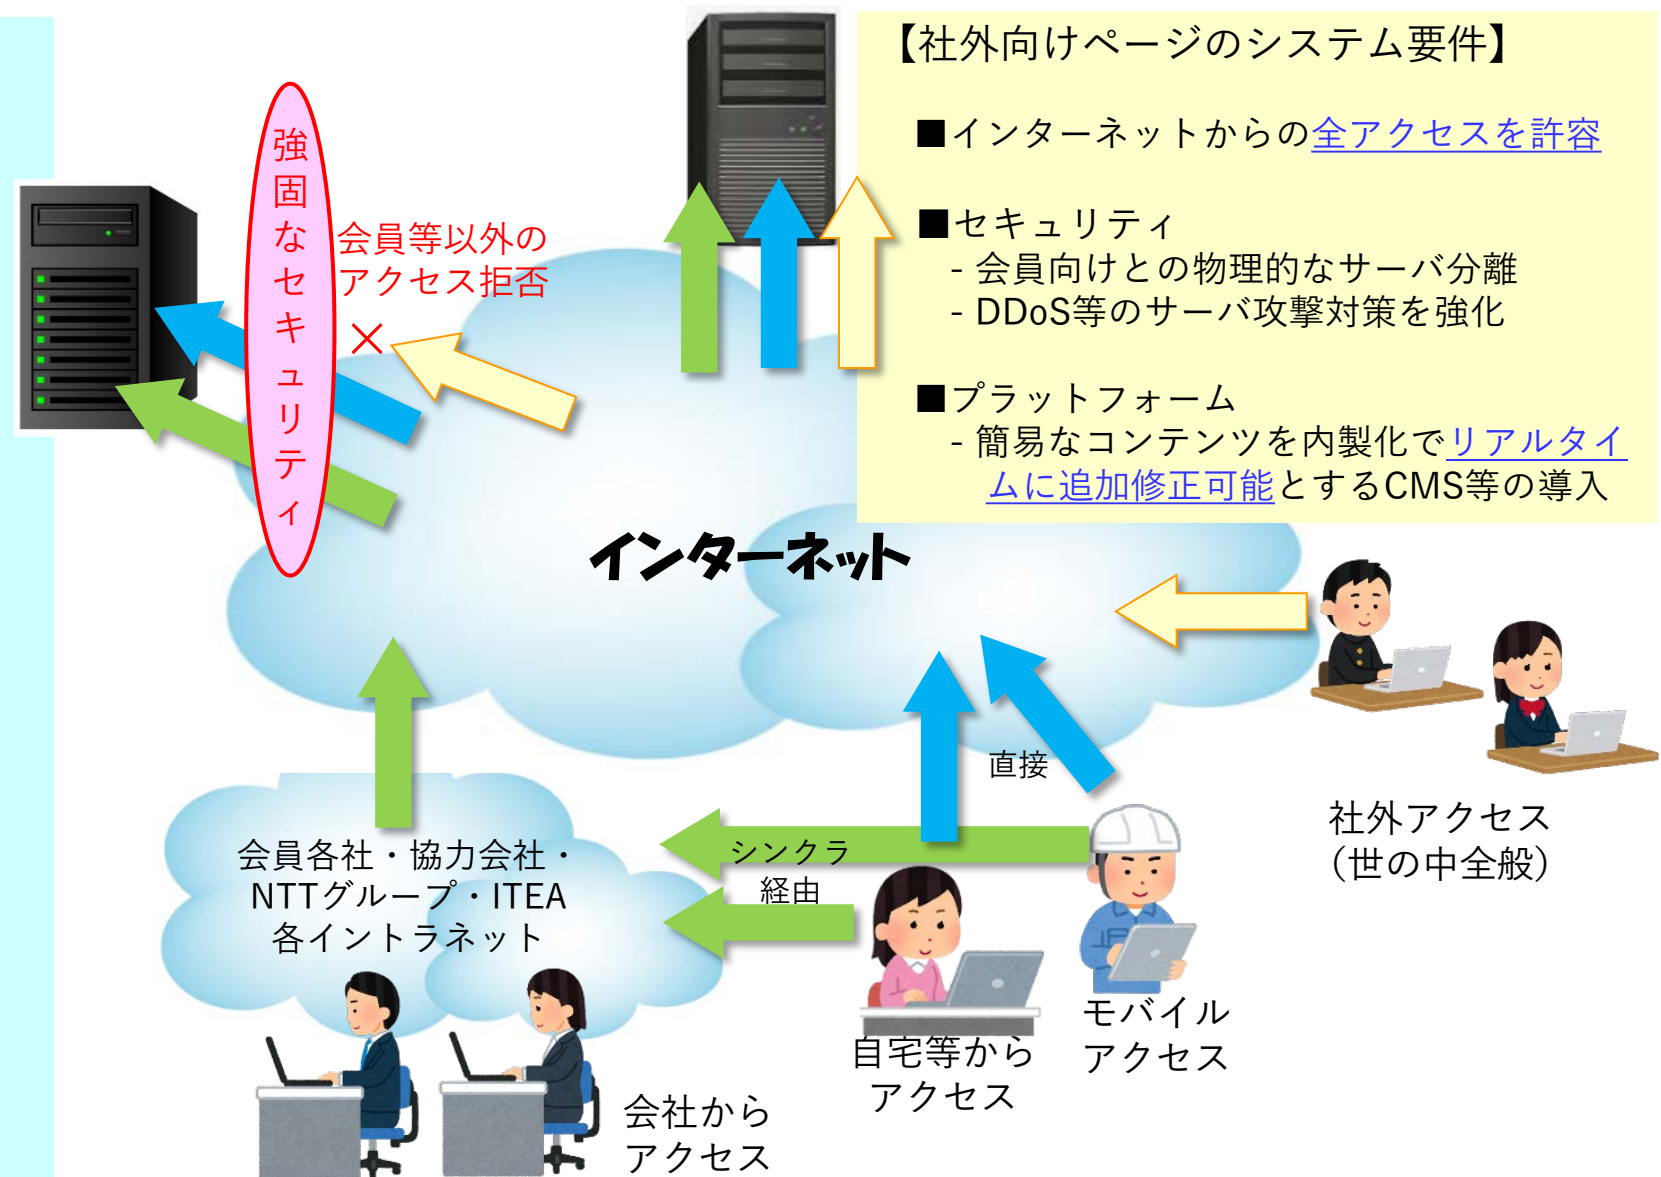 【社外向けページのシステム要件】
■インターネットからの全アクセスを許容
■セキュリティ
- 会員向けとの物理的なサーバ分離
- DDoS等のサーバ攻撃対策を強化
■プラットフォーム
- 簡易なコンテンツを内製化でリアルタイ
ムに追加修正可能とするCMS等の導入
強固なセキュリティ
会員等以外の
アクセス拒否
×
インターネット
直接
社外アクセス
（世の中全般）
会員各社・協力会社・
NTTグループ・ITEA
各イントラネット
シンクラ
経由
モバイル
アクセス
自宅等から
アクセス
会社から
アクセス